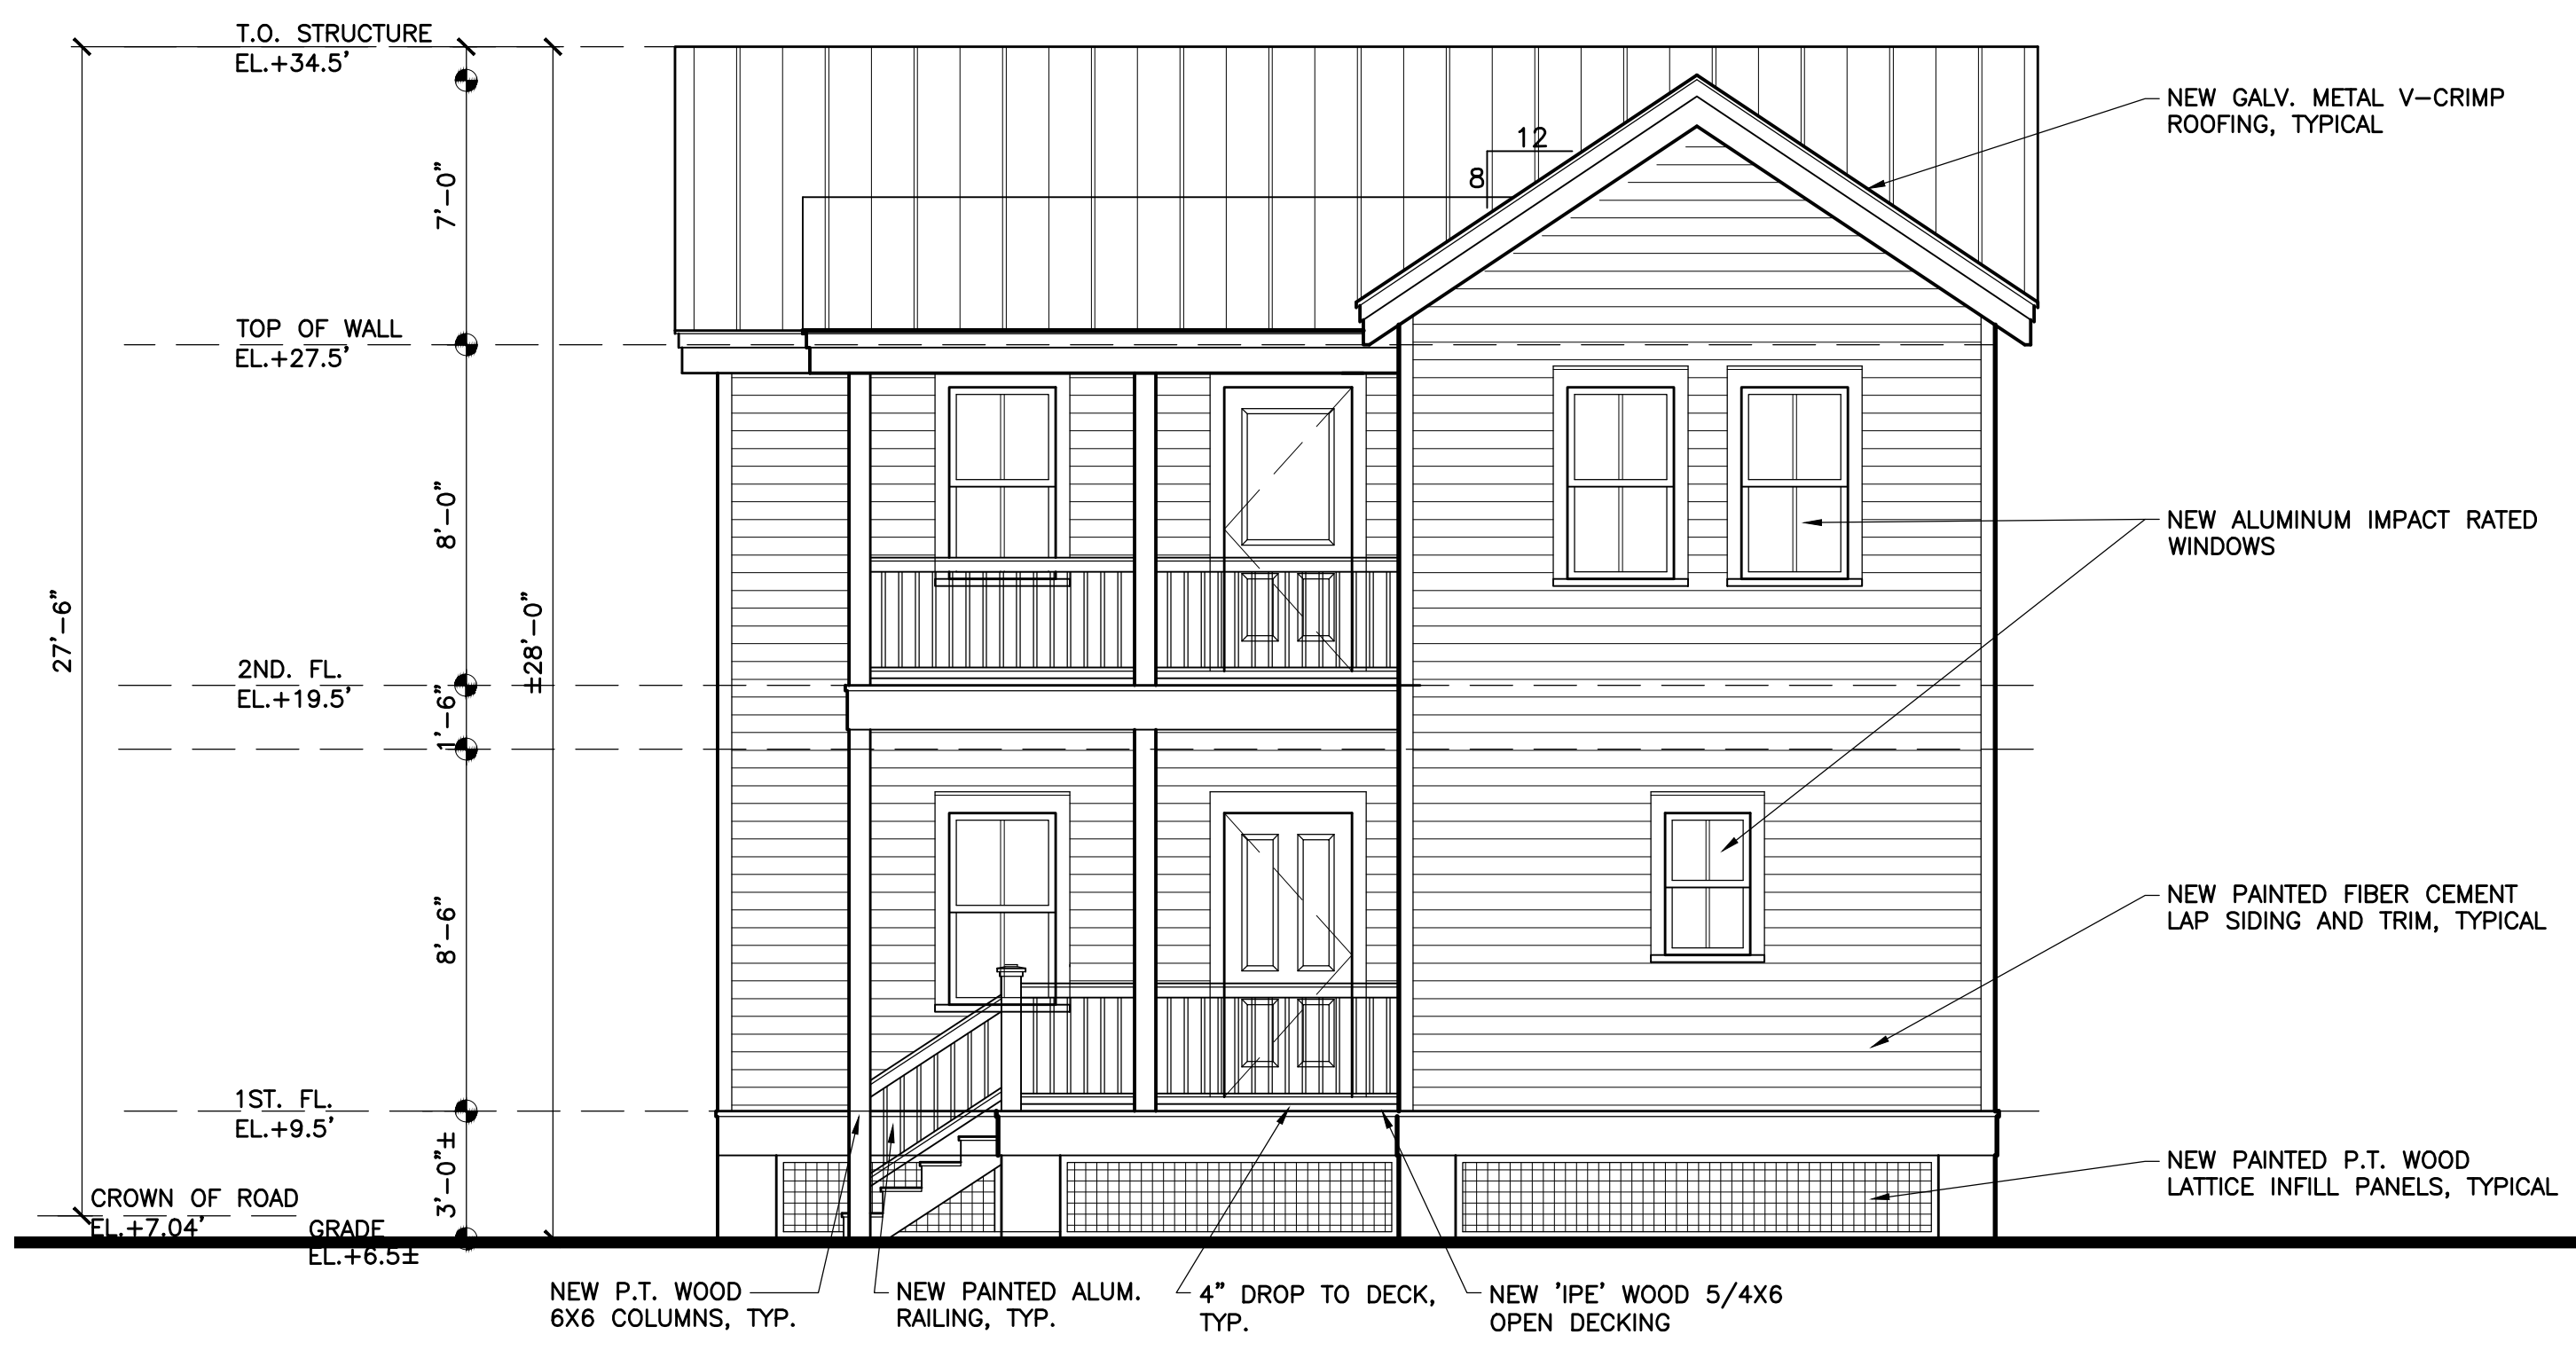 T.O. STRUCTURE
EL.+34.5'
7'-0"
TOP OF WALL
EL.+27.5'
8'-0"
27'-6"
±28'-0"
2ND. FL.
EL.+19.5'
1'-6"
8'-6"
1ST. FL.
EL.+9.5'
3'-0"±
CROWN OF ROAD
EL.+7.04'
GRADE
EL.+6.5±
12
8
NEW GALV. METAL V-CRIMP
ROOFING, TYPICAL
NEW ALUMINUM IMPACT RATED
WINDOWS
NEW PAINTED FIBER CEMENT
LAP SIDING AND TRIM, TYPICAL
NEW PAINTED P.T. WOOD
LATTICE INFILL PANELS, TYPICAL
NEW P.T. WOOD
6X6 COLUMNS, TYP.
NEW PAINTED ALUM.
RAILING, TYP.
4" DROP TO DECK,
TYP.
NEW 'IPE' WOOD 5/4X6
OPEN DECKING